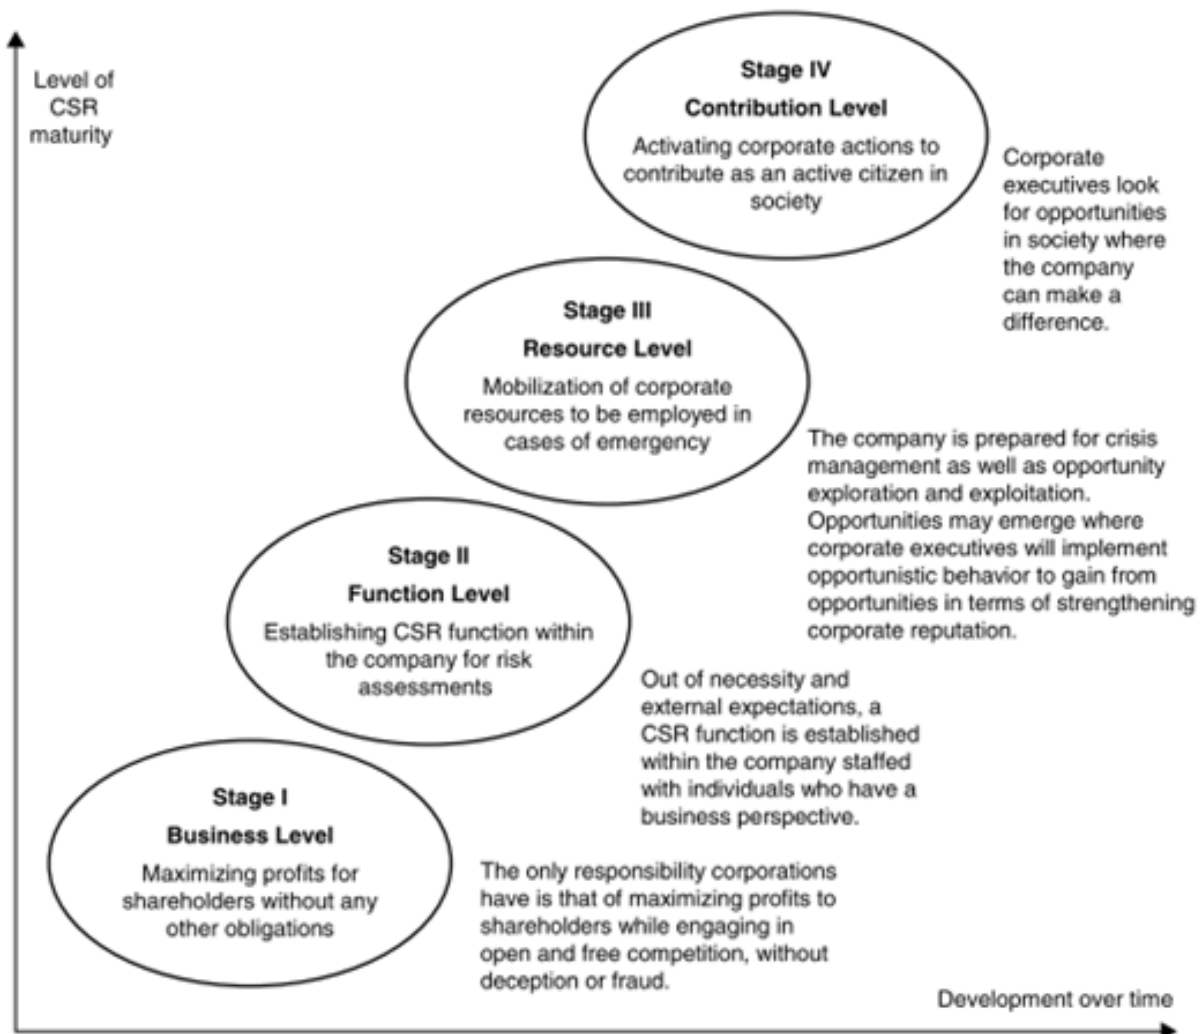 Level of
CSR
maturity
Stage IV
Contribution Level
Activating corporate actions to
contribute as an active citizen in
society
Corporate
executives look
for opportunities
in society where
the company
can make a
difference.
Stage III
Resource Level
Mobilization of corporate
resources to be employed in
cases of emergency
The company is prepared for crisis
management as well as opportunity
exploration and exploitation.
Opportunities may emerge where
corporate executives will implement
opportunistic behavior to gain from
opportunities in terms of strengthening
corporate reputation.
Stage II
Function Level
Establishing CSR function within
the company for risk
assessments
Out of necessity and
external expectations, a
CSR function is established
within the company staffed
with individuals who have a
business perspective.
Stage I
Business Level
Maximizing profits for
shareholders without any
other obligations
The only responsibility corporations
have is that of maximizing profits to
shareholders while engaging in
open and free competition, without
deception or fraud.
Development over time